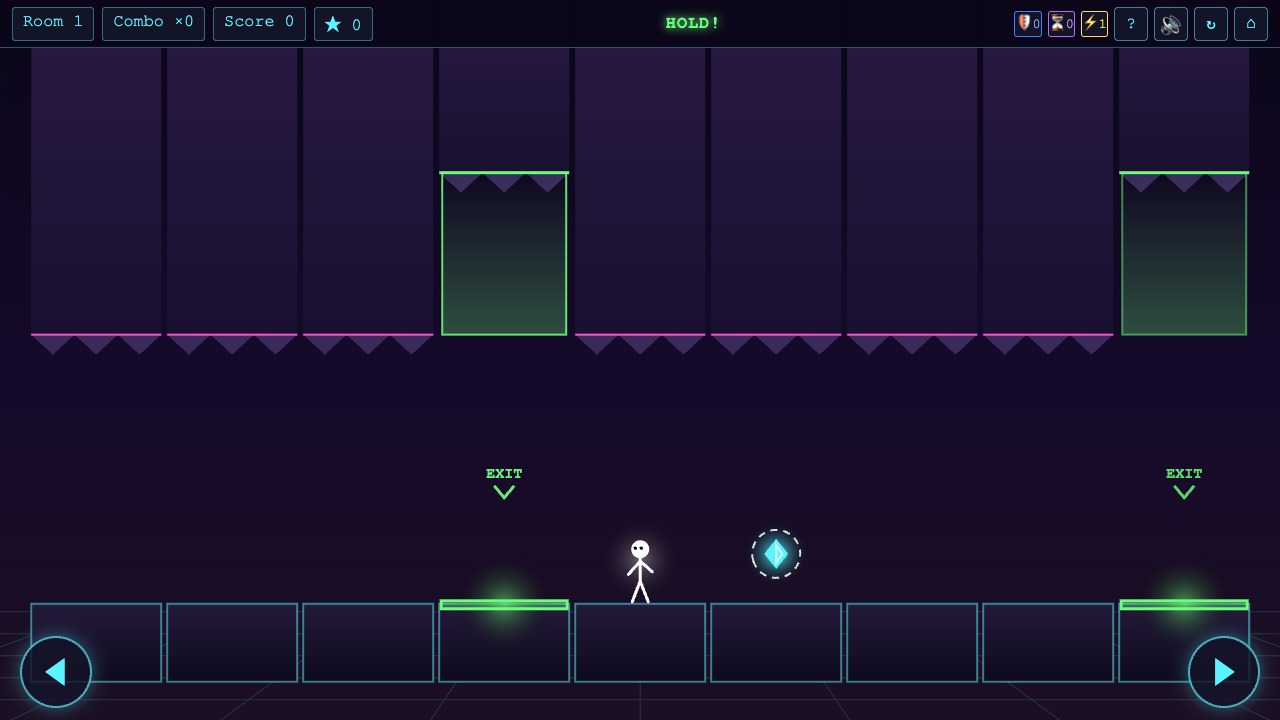 Room 1
Combo ×0
Score 0
★ 0
HOLD!
0
0
1
?
EXIT
EXIT